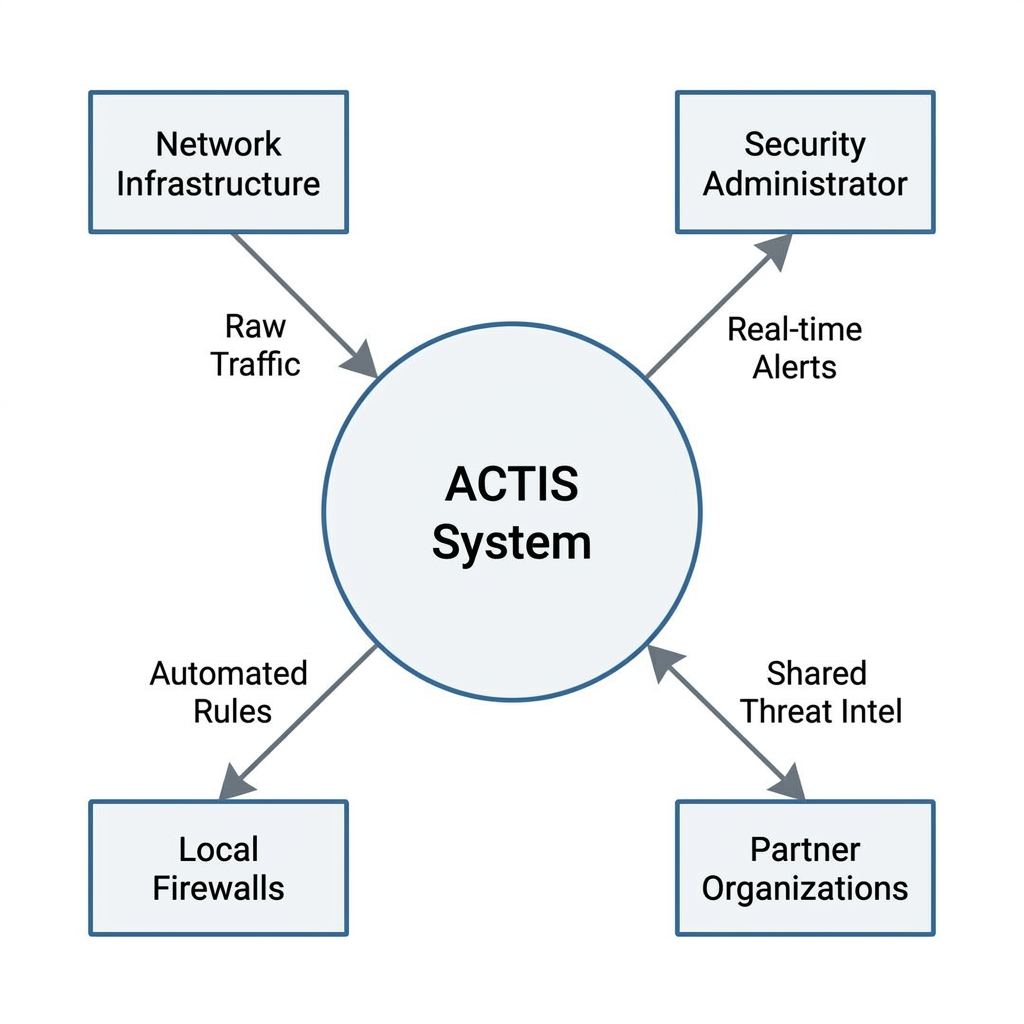 Network
Infrastructure
Security
Administrator
Raw
Traffic
Real-time
Alerts
ACTIS
System
Automated
Rules
Shared
Threat Intel
Local
Firewalls
Partner
Organizations